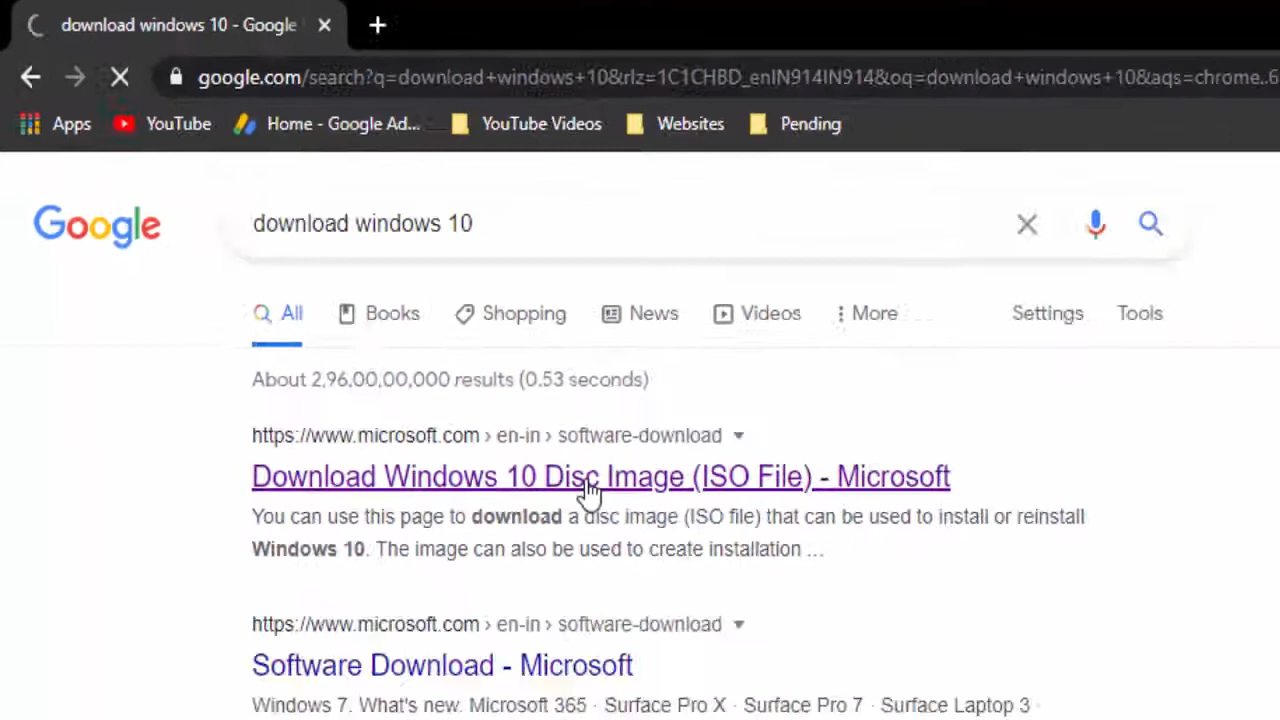 download windows 10 - Google
google.com/search?q=download+windows+10&rlz=1C1CHBD_enIN914IN914&oq=download+windows+10&aqs=chrome..6
Apps YouTube Home - Google Ad... YouTube Videos Websites Pending
Google download windows 10
All Books Shopping News Videos More Settings Tools
About 2,96,00,00,000 results (0.53 seconds)
https://www.microsoft.com › en-in › software-download
Download Windows 10 Disc Image (ISO File) - Microsoft
You can use this page to download a disc image (ISO file) that can be used to install or reinstall
Windows 10. The image can also be used to create installation ...
https://www.microsoft.com › en-in › software-download
Software Download - Microsoft
Windows 7. What's new. Microsoft 365 · Surface Pro X · Surface Pro 7 · Surface Laptop 3 ·